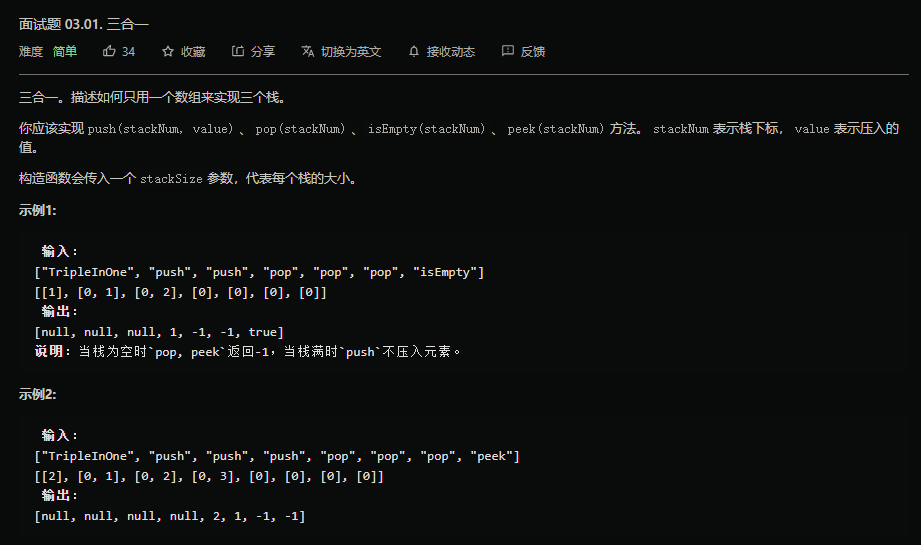 面试题 03.01. 三合一
难度 简单 34 收藏 分享 切换为英文 接收动态 反馈
三合一。描述如何只用一个数组来实现三个栈。
你应该实现 push(stackNum, value) 、 pop(stackNum) 、 isEmpty(stackNum) 、 peek(stackNum) 方法。 stackNum 表示栈下标， value 表示压入的
值。
构造函数会传入一个 stackSize 参数，代表每个栈的大小。
示例1:
输入：
["TripleInOne", "push", "push", "pop", "pop", "pop", "isEmpty"]
[[1], [0, 1], [0, 2], [0], [0], [0], [0]]
输出：
[null, null, null, 1, -1, -1, true]
说明：当栈为空时`pop, peek`返回-1，当栈满时`push`不压入元素。
示例2:
输入：
["TripleInOne", "push", "push", "push", "pop", "pop", "pop", "peek"]
[[2], [0, 1], [0, 2], [0, 3], [0], [0], [0], [0]]
输出：
[null, null, null, null, 2, 1, -1, -1]